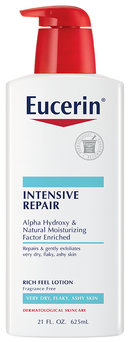 Eucerin®
INTENSIVE
REPAIR
Alpha Hydroxy &
Natural Moisturizing
Factor Enriched
Repairs & gently exfoliates
very dry, flaky, ashy skin
RICH FEEL LOTION
Fragrance Free
VERY DRY, FLAKY, ASHY SKIN
DERMATOLOGICAL SKINCARE
21 FL. OZ. 625mL